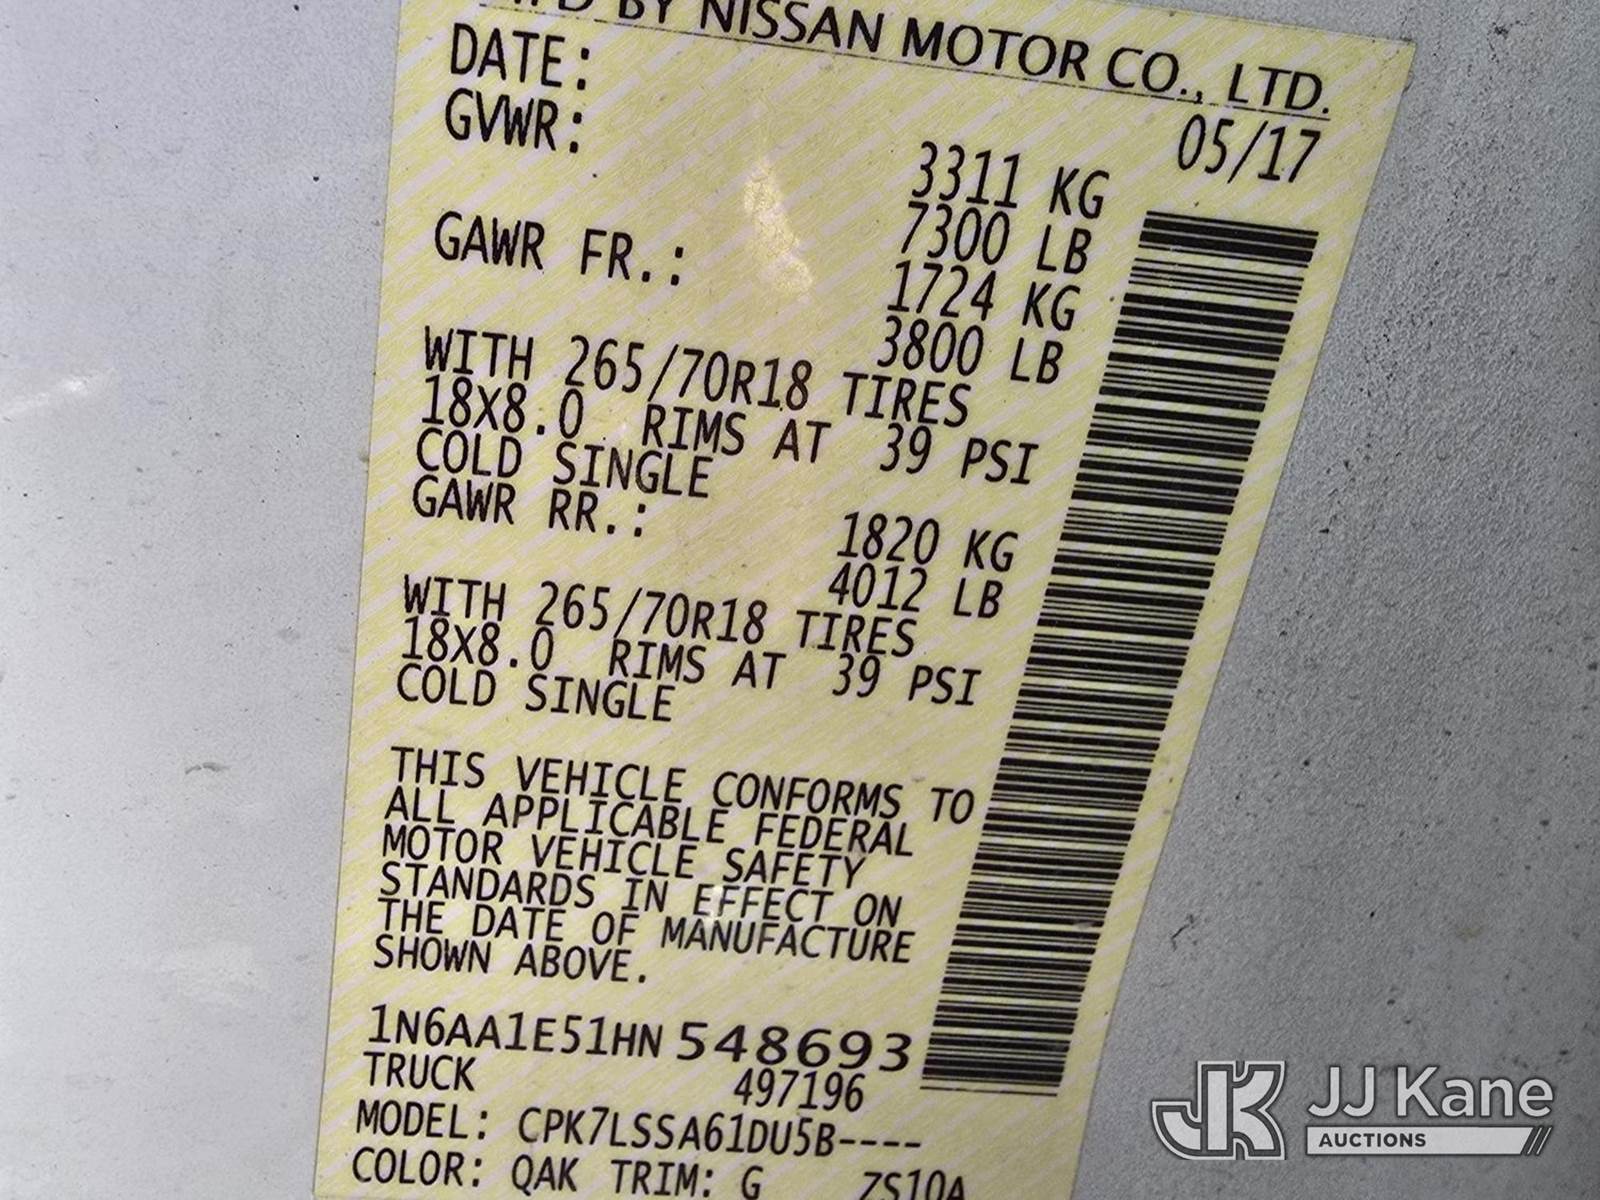 MFD BY NISSAN MOTOR CO., LTD.
DATE: 05/17
GVWR: 3311 KG
7300 LB
GAWR FR.: 1724 KG
3800 LB
WITH 265/70R18 TIRES
18X8.0 RIMS AT 39 PSI
COLD SINGLE
GAWR RR.: 1820 KG
4012 LB
WITH 265/70R18 TIRES
18X8.0 RIMS AT 39 PSI
COLD SINGLE
THIS VEHICLE CONFORMS TO
ALL APPLICABLE FEDERAL
MOTOR VEHICLE SAFETY
STANDARDS IN EFFECT ON
THE DATE OF MANUFACTURE
SHOWN ABOVE.
1N6AA1E51HN548693
TRUCK 497196
MODEL: CPK7LSSA61DU5B----
COLOR: QAK TRIM: G ZS10A
JK JJ Kane
AUCTIONS